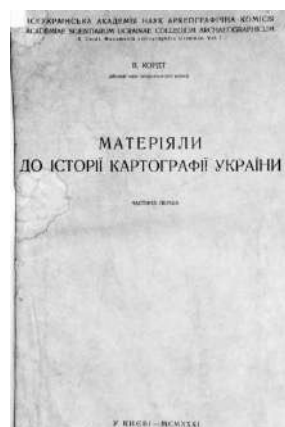 ВСЕУКРАЇНСЬКА АКАДЕМІЯ НАУК АРХЕОГРАФІЧНА КОМІСІЯ
ACADEMIAE SCIENTIARUM UCRAINAE COLLEGIUM ARCHAEOGRAPHICUM
В. КОРДТ
МАТЕРІЯЛИ
ДО ІСТОРІЇ КАРТОГРАФІЇ УКРАЇНИ
ЧАСТИНА ПЕРША
У КИЄВІ—MCMXXXI